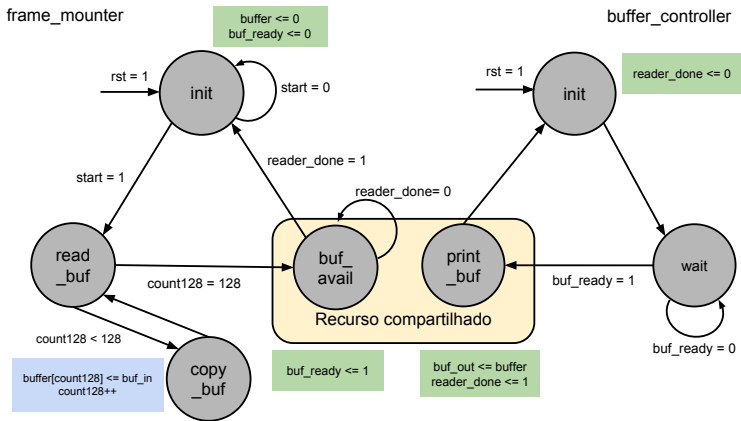 frame_mounter
buffer <= 0
buf_ready <= 0
buffer_controller
rst = 1
init
start = 0
rst = 1
init
reader_done <= 0
start = 1
reader_done = 1
reader_done= 0
read
_buf
buf_
avail
print
_buf
wait
count128 = 128
buf_ready = 1
Recurso compartilhado
count128 < 128
buf_ready = 0
buffer[count128] <= buf_in
count128++
copy
_buf
buf_ready <= 1
buf_out <= buffer
reader_done <= 1